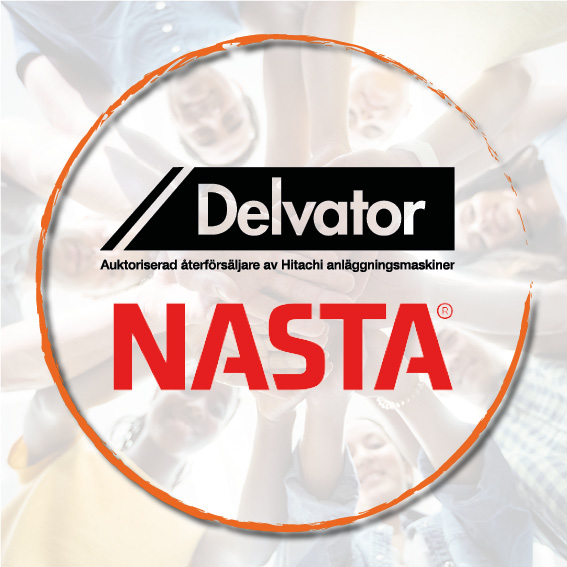 Delvator
Auktoriserad återförsäljare av Hitachi anläggningsmaskiner
NASTA®